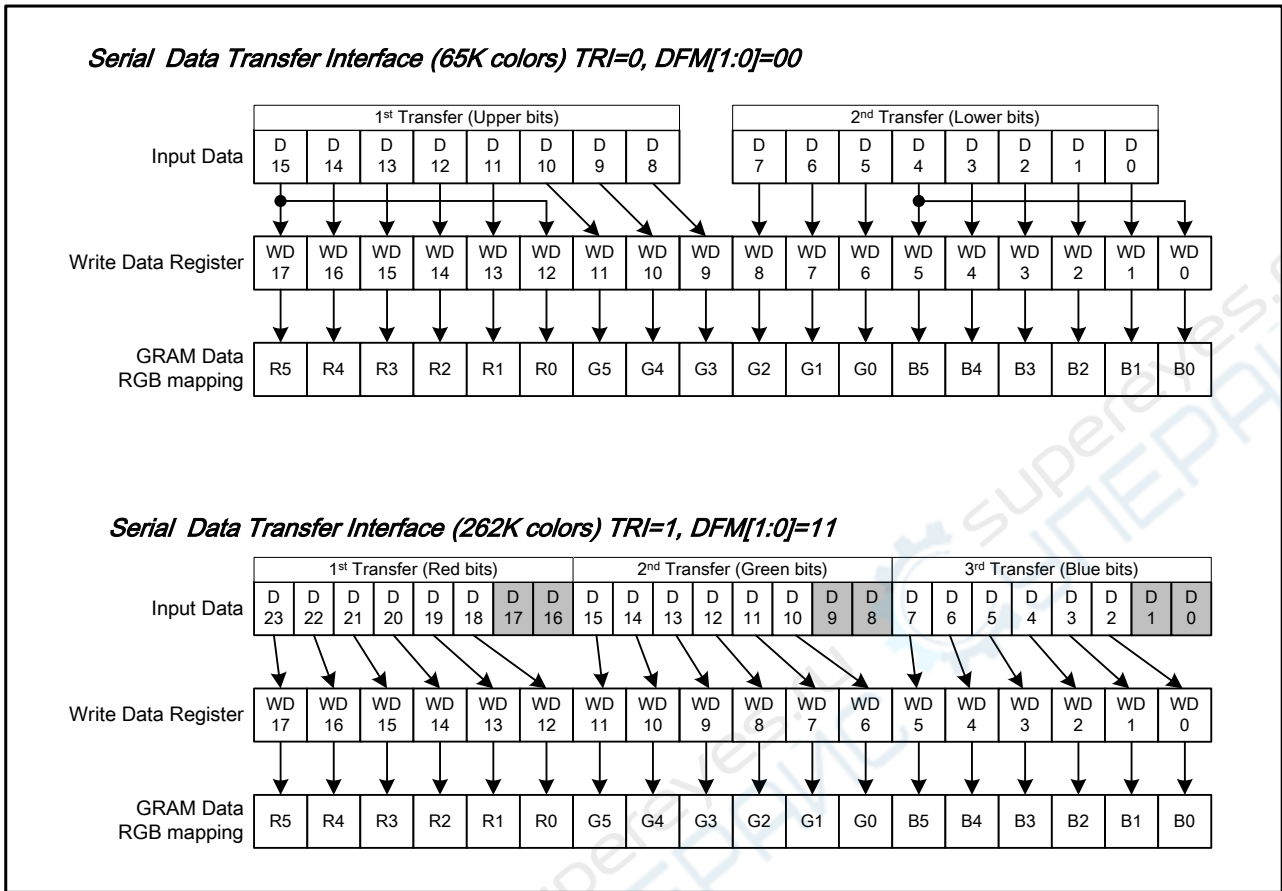 Serial Data Transfer Interface (65K colors) TRI=0, DFM[1:0]=00
1st Transfer (Upper bits) 2nd Transfer (Lower bits)
Input Data D 15 D 14 D 13 D 12 D 11 D 10 D 9 D 8 D 7 D 6 D 5 D 4 D 3 D 2 D 1 D 0
Write Data Register WD 17 WD 16 WD 15 WD 14 WD 13 WD 12 WD 11 WD 10 WD 9 WD 8 WD 7 WD 6 WD 5 WD 4 WD 3 WD 2 WD 1 WD 0
GRAM Data
RGB mapping R5 R4 R3 R2 R1 R0 G5 G4 G3 G2 G1 G0 B5 B4 B3 B2 B1 B0
Serial Data Transfer Interface (262K colors) TRI=1, DFM[1:0]=11
1st Transfer (Red bits) 2nd Transfer (Green bits) 3rd Transfer (Blue bits)
Input Data D 23 D 22 D 21 D 20 D 19 D 18 D 17 D 16 D 15 D 14 D 13 D 12 D 11 D 10 D 9 D 8 D 7 D 6 D 5 D 4 D 3 D 2 D 1 D 0
Write Data Register WD 17 WD 16 WD 15 WD 14 WD 13 WD 12 WD 11 WD 10 WD 9 WD 8 WD 7 WD 6 WD 5 WD 4 WD 3 WD 2 WD 1 WD 0
GRAM Data
RGB mapping R5 R4 R3 R2 R1 R0 G5 G4 G3 G2 G1 G0 B5 B4 B3 B2 B1 B0